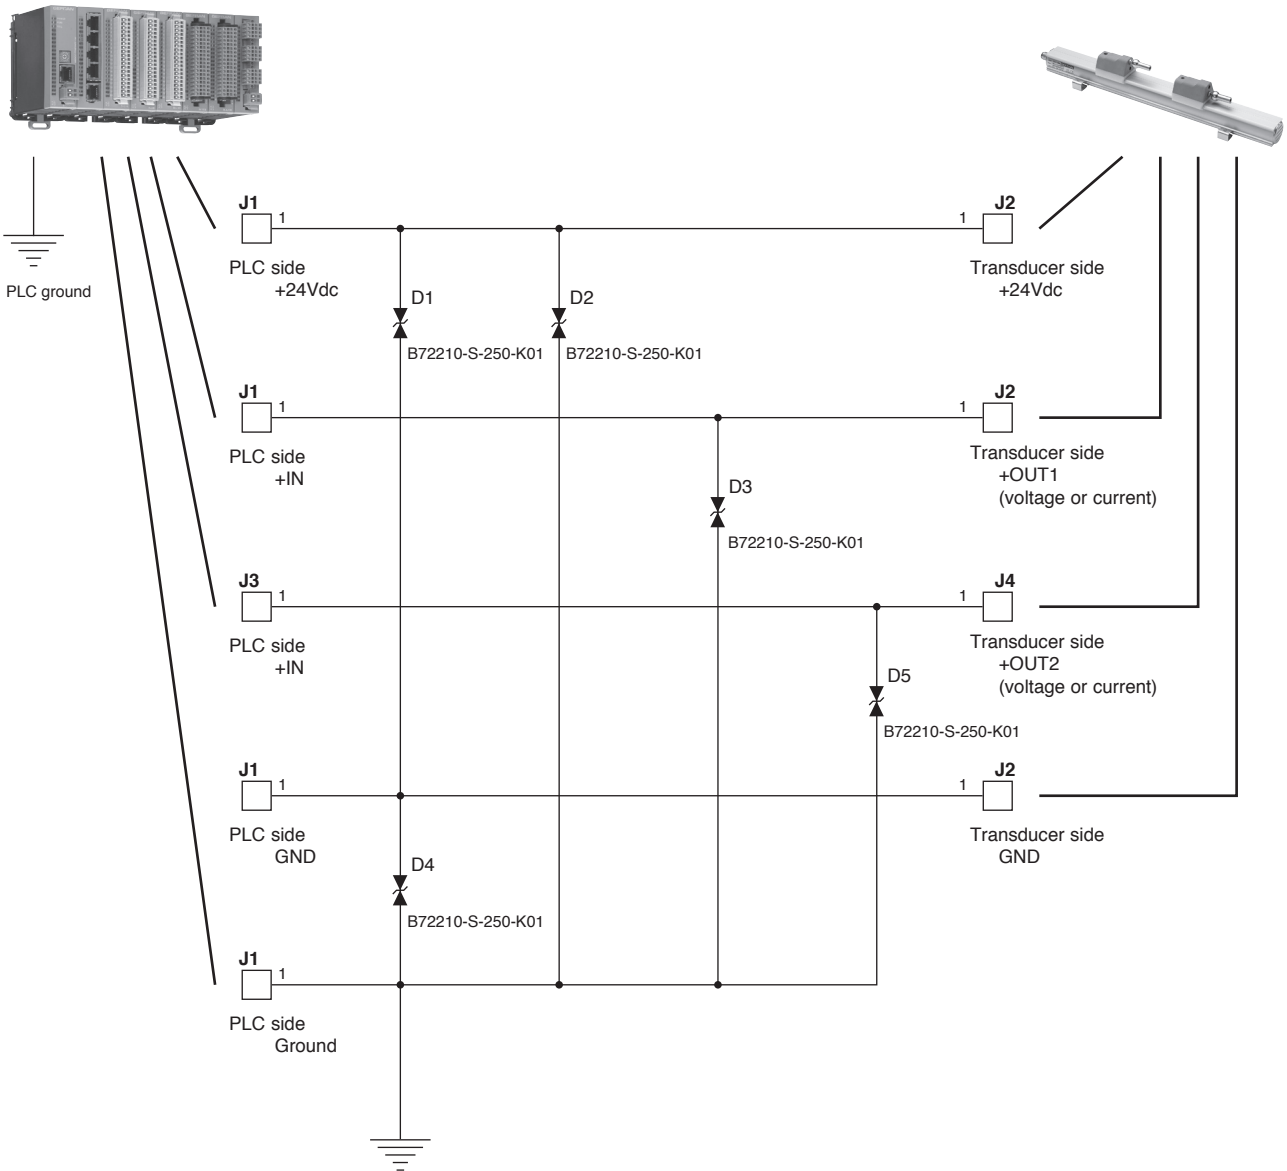 J1
1
1
J2
PLC side
+24Vdc
Transducer side
+24Vdc
PLC ground
D1
D2
B72210-S-250-K01
B72210-S-250-K01
J1
1
1
J2
PLC side
+IN
Transducer side
+OUT1
(voltage or current)
D3
B72210-S-250-K01
J3
1
1
J4
PLC side
+IN
Transducer side
+OUT2
(voltage or current)
D5
B72210-S-250-K01
J1
1
1
J2
PLC side
GND
Transducer side
GND
D4
B72210-S-250-K01
J1
1
PLC side
Ground